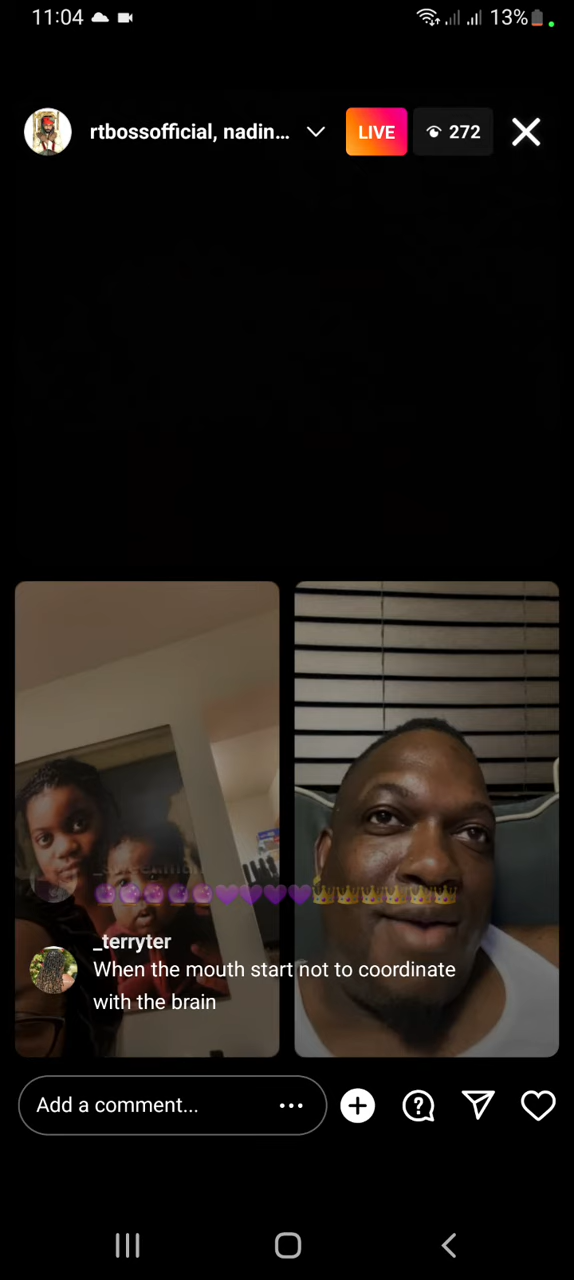 11:04
13%
rtbossofficial, nadin...
LIVE
272
_terryter
When the mouth start not to coordinate
with the brain
Add a comment...